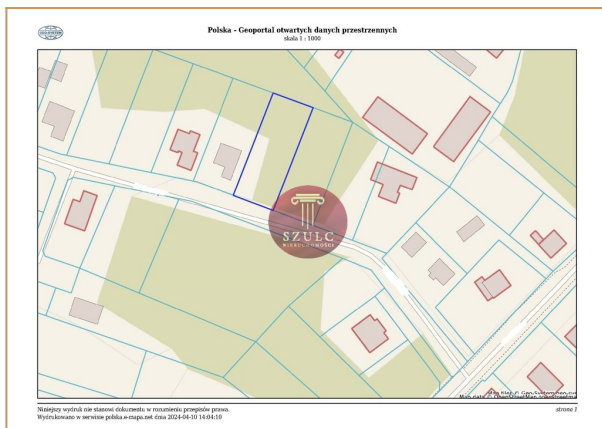 Polska - Geoportal otwartych danych przestrzennych
skala 1 : 1000
SZULC
NIERUCHOMOŚCI
Niniejszy wydruk nie stanowi dokumentu w rozumieniu przepisów prawa.
Wydrukowano w serwisie polska.e-mapa.net dnia 2024-04-10 14:04:10
strona 1